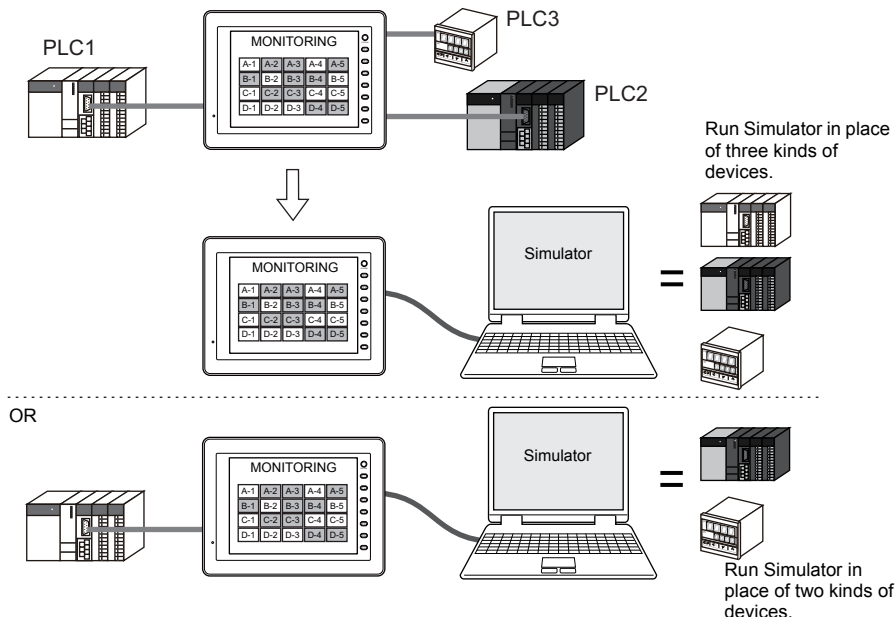 PLC1
MONITORING
A-1 A-2 A-3 A-4 A-5
B-1 B-2 B-3 B-4 B-5
C-1 C-2 C-3 C-4 C-5
D-1 D-2 D-3 D-4 D-5
PLC3
PLC2
Run Simulator in place
of three kinds of
devices.
MONITORING
A-1 A-2 A-3 A-4 A-5
B-1 B-2 B-3 B-4 B-5
C-1 C-2 C-3 C-4 C-5
D-1 D-2 D-3 D-4 D-5
Simulator
=
OR
MONITORING
A-1 A-2 A-3 A-4 A-5
B-1 B-2 B-3 B-4 B-5
C-1 C-2 C-3 C-4 C-5
D-1 D-2 D-3 D-4 D-5
Simulator
=
Run Simulator in
place of two kinds of
devices.